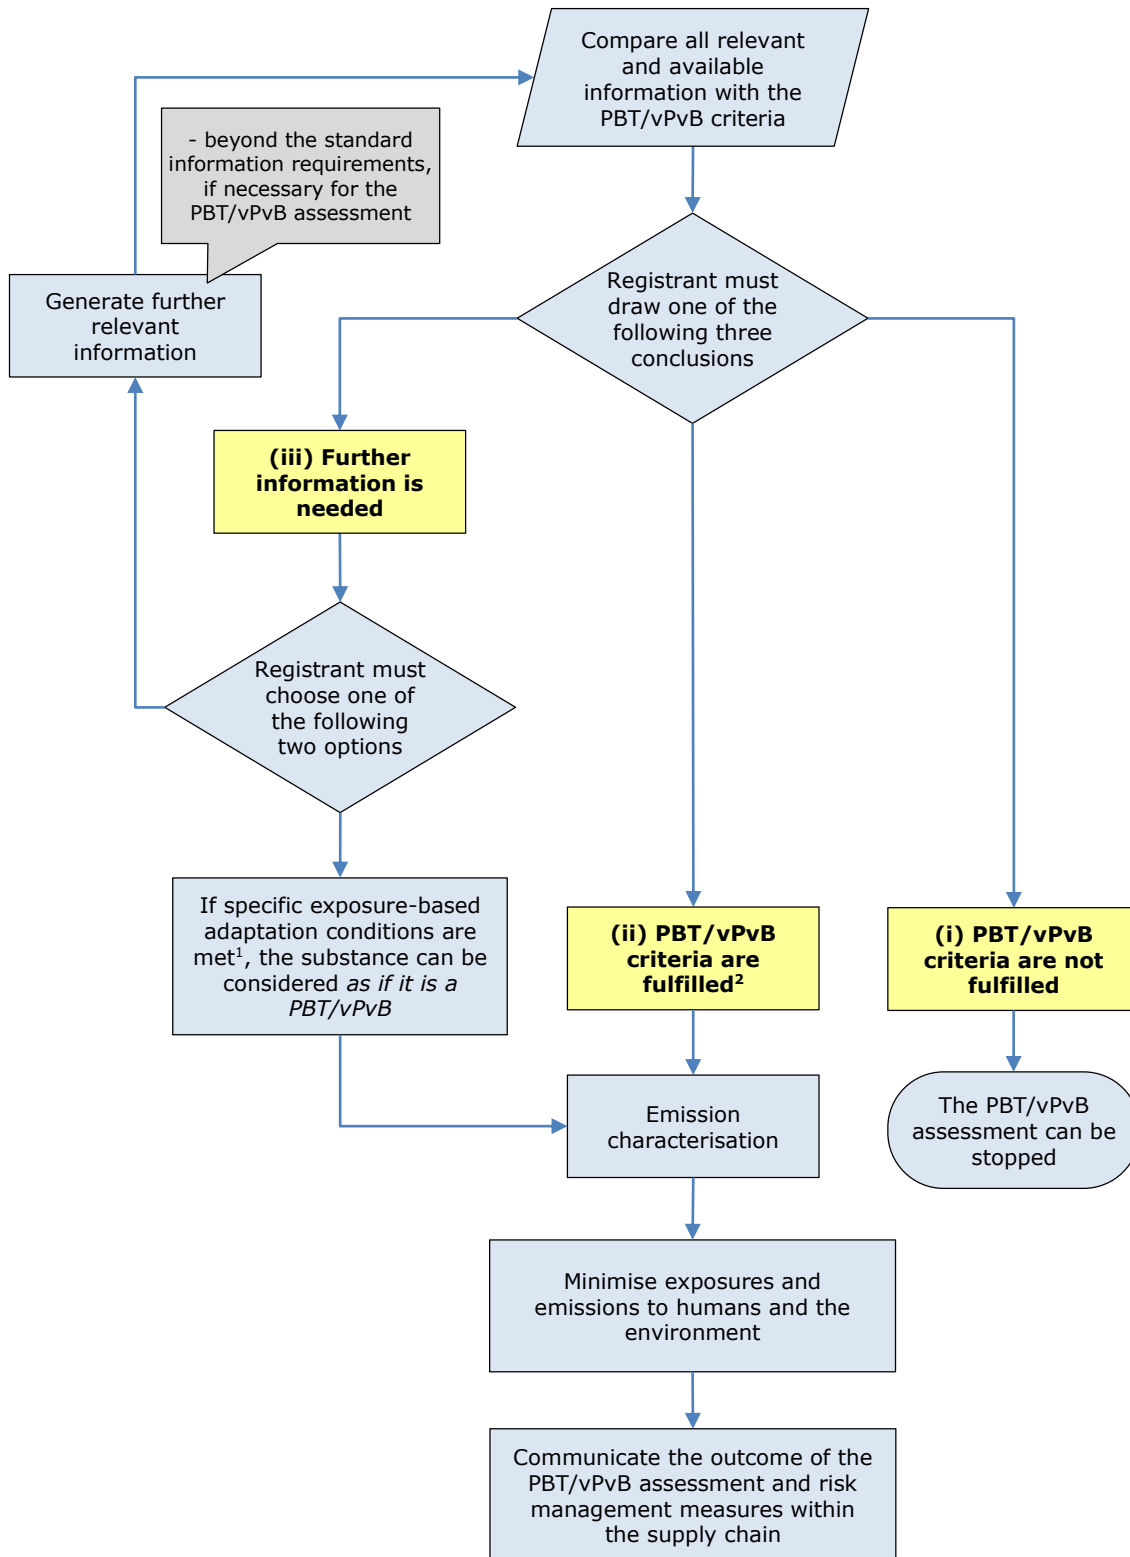 Compare all relevant
and available
information with the
PBT/vPvB criteria
- beyond the standard
information requirements,
if necessary for the
PBT/vPvB assessment
Generate further
relevant
information
Registrant must
draw one of the
following three
conclusions
(iii) Further
information is
needed
Registrant must
choose one of
the following
two options
If specific exposure-based
adaptation conditions are
met¹, the substance can be
considered as if it is a
PBT/vPvB
(ii) PBT/vPvB
criteria are
fulfilled²
(i) PBT/vPvB
criteria are not
fulfilled
Emission
characterisation
The PBT/vPvB
assessment can be
stopped
Minimise exposures and
emissions to humans and the
environment
Communicate the outcome of the
PBT/vPvB assessment and risk
management measures within
the supply chain